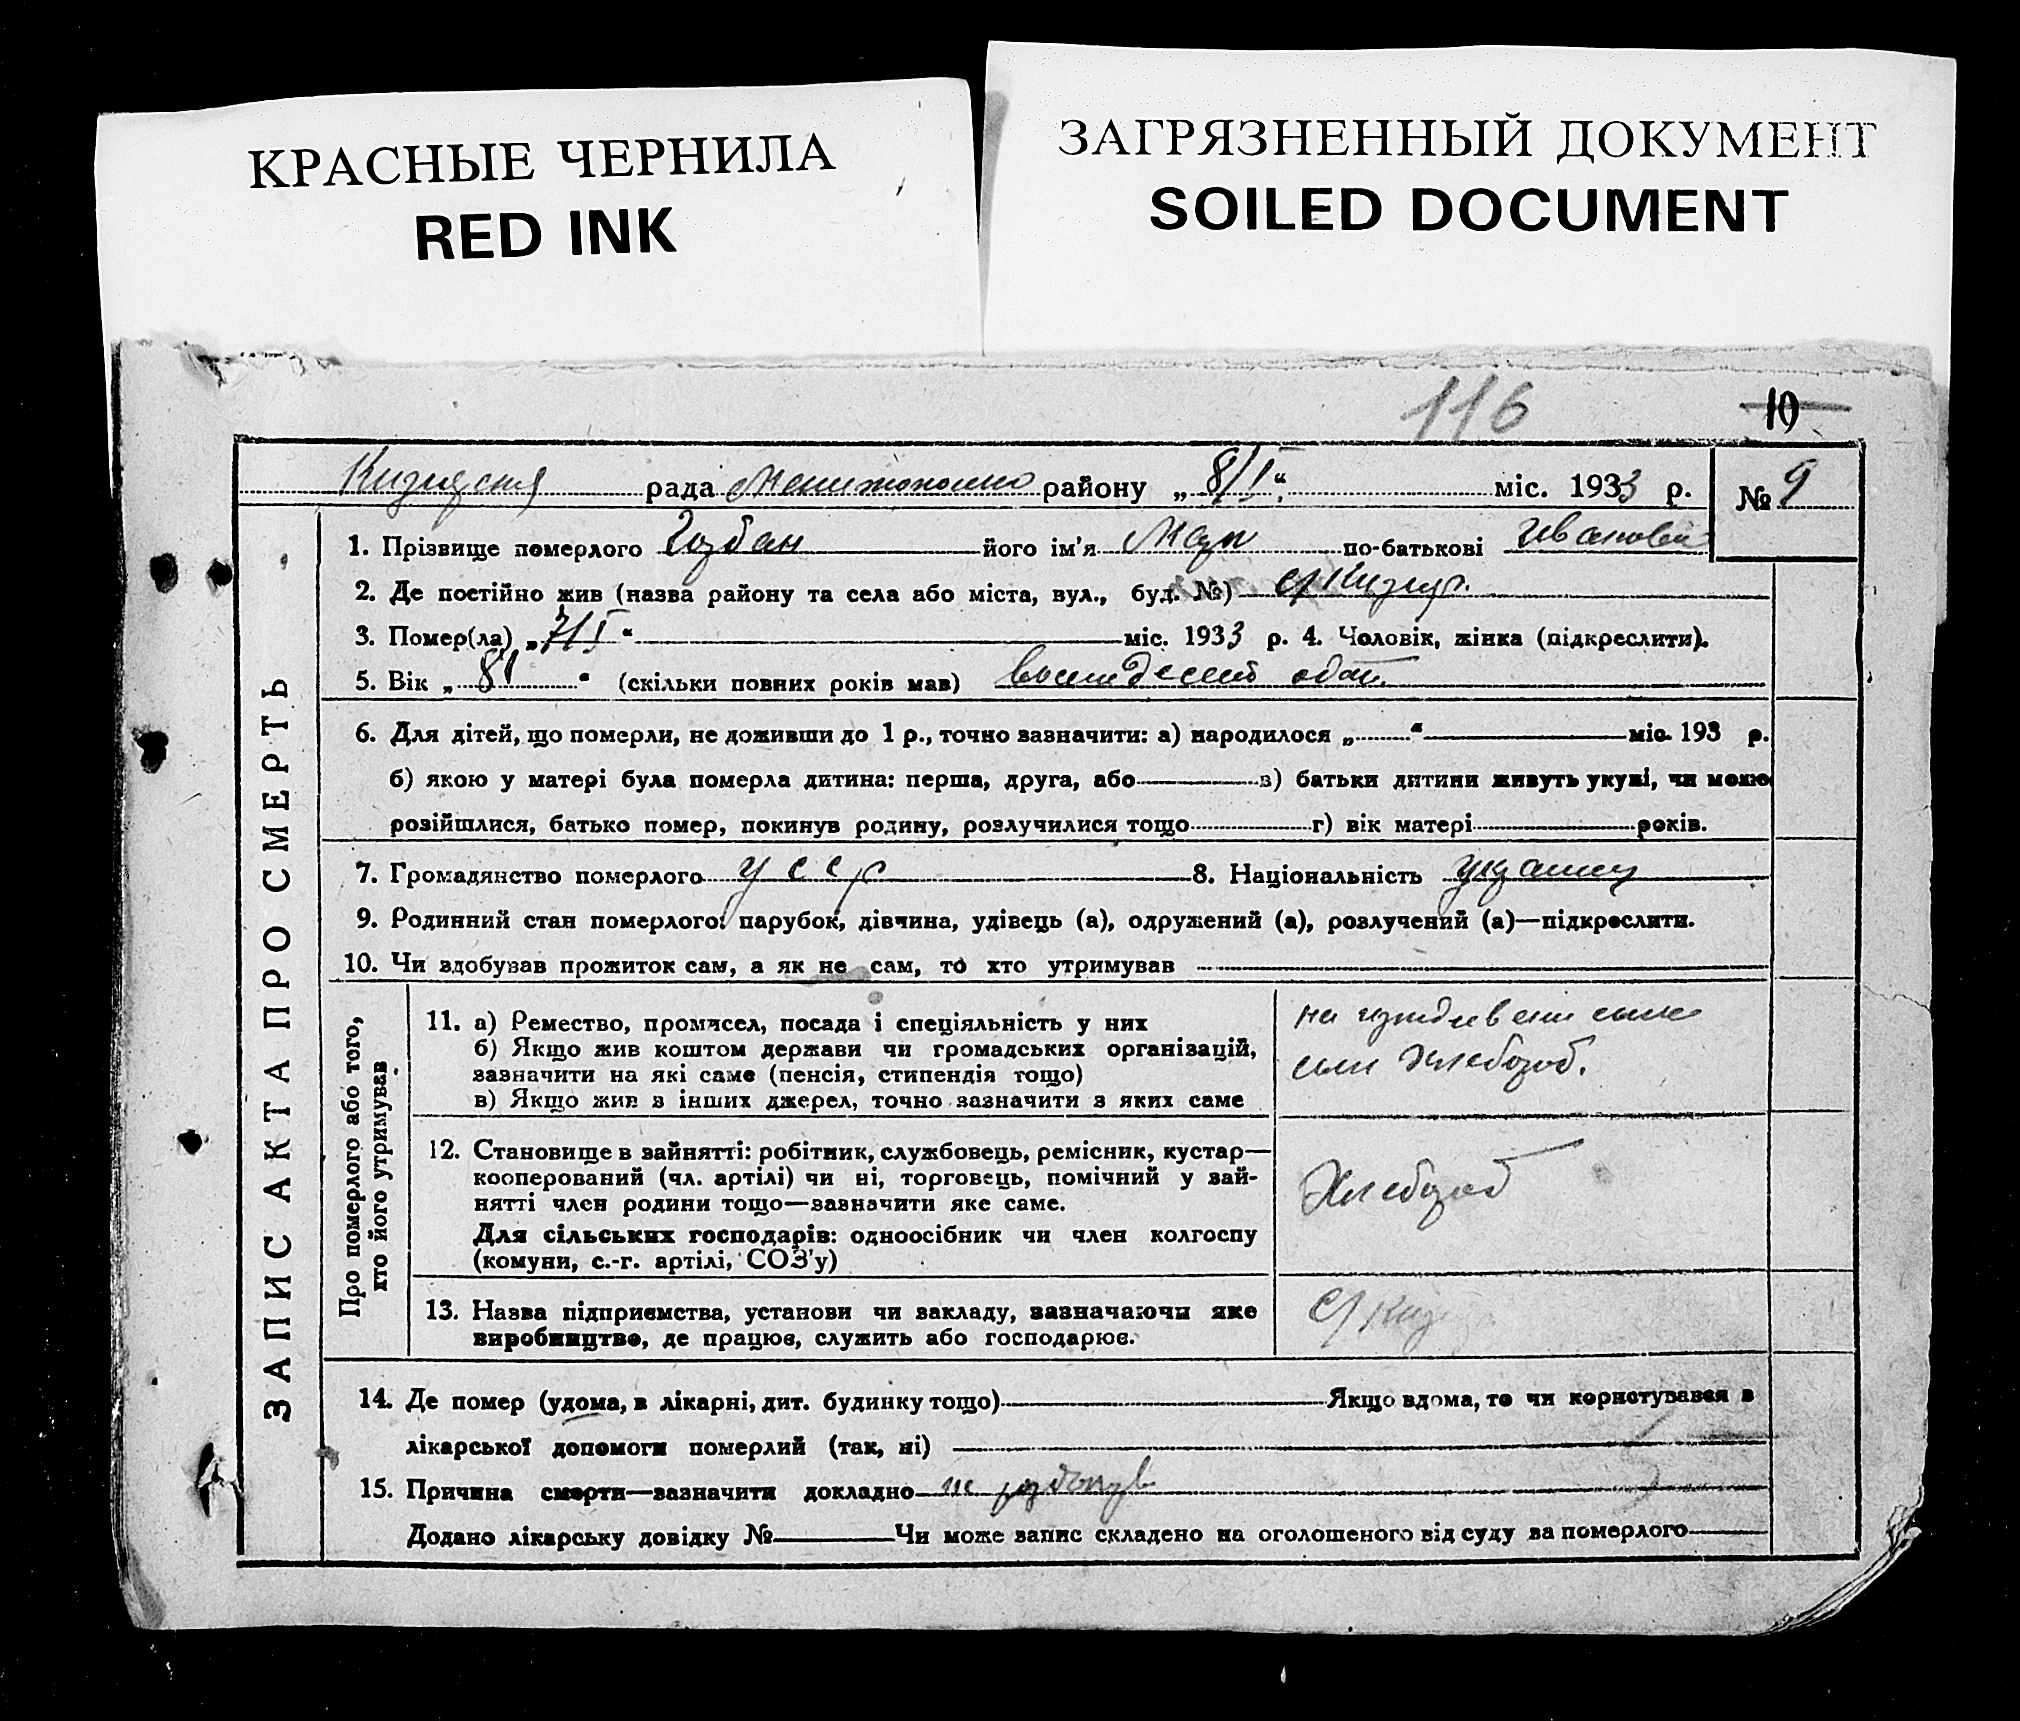 КРАСНЫЕ ЧЕРНИЛА
RED INK
ЗАГРЯЗНЕННЫЙ ДОКУМЕНТ
SOILED DOCUMENT
116 10
рада району „8/I“ міс. 1933 р. № 9
ЗАПИС АКТА ПРО СМЕРТЬ
1. Прізвище померлого його ім'я по-батькові
2. Де постійно жив (назва району та села або міста, вул., буд. №)
3. Помер(ла) „7/I“ міс. 1933 р. 4. Чоловік, жінка (підкреслити).
5. Вік „81“ (скільки повних років мав)
6. Для дітей, що померли, не доживши до 1 р., точно зазначити: а) народилося „ “ міс. 193 р.
б) якою у матері була померла дитина: перша, друга, або в) батьки дитини живуть укупі, чи може
розійшлися, батько помер, покинув родину, розлучилися тощо г) вік матері років.
7. Громадянство померлого УССР 8. Національність
9. Родинний стан померлого: парубок, дівчина, удівець (а), одружений (а), розлучений (а)—підкреслити.
10. Чи здобував прожиток сам, а як не сам, то хто утримував
Про померлого або того,
хто його утримував
11. а) Ремество, промисел, посада і спеціяльність у них
б) Якщо жив коштом держави чи громадських організацій,
зазначити на які саме (пенсія, стипендія тощо)
в) Якщо жив з інших джерел, точно зазначити з яких саме
на
Хлебороб.
12. Становище в зайнятті: робітник, службовець, ремісник, кустар—
кооперований (чл. артілі) чи ні, торговець, помічний у зай-
нятті член родини тощо—зазначити яке саме.
Для сільських господарів: одноосібник чи член колгоспу
(комуни, с.-г. артілі, СОЗ'у)
Хлебороб
13. Назва підприємства, установи чи закладу, зазначаючи яке
виробництво, де працює, служить або господарює.
14. Де помер (удома, в лікарні, дит. будинку тощо) Якщо вдома, то чи користувався з
лікарської допомоги померлий (так, ні)
15. Причина смерти—зазначити докладно
Додано лікарську довідку № Чи може запис складено на оголошеного від суду за померлого